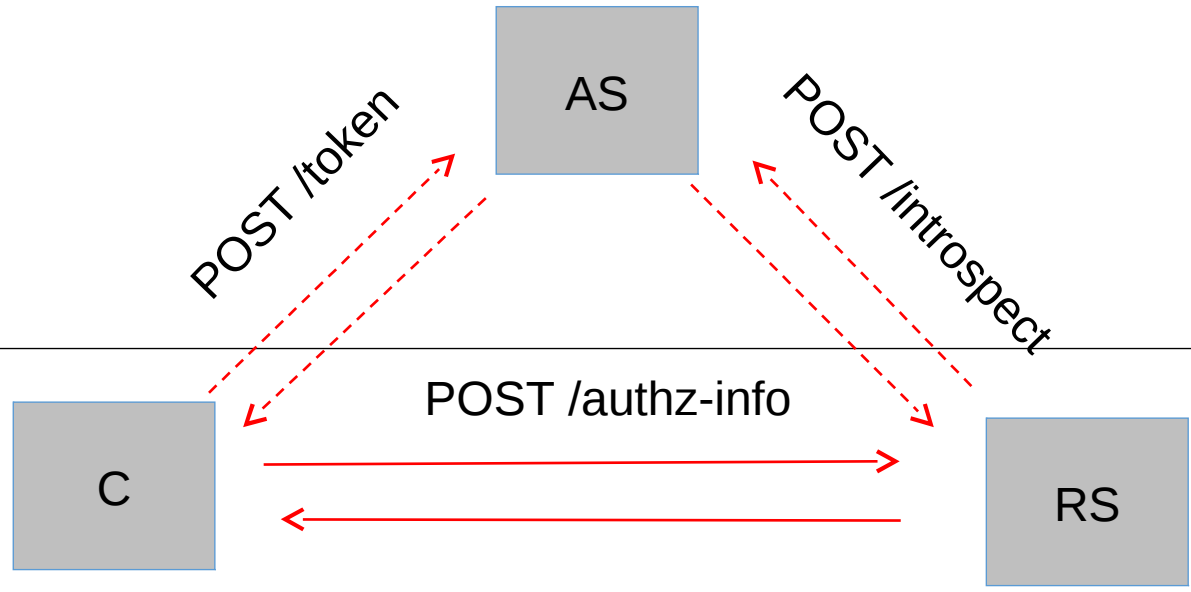 AS
POST /token
POST /introspect
POST /authz-info
C
RS